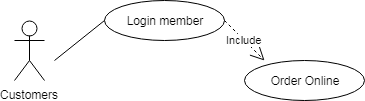 Login member
Include
Order Online
Customers